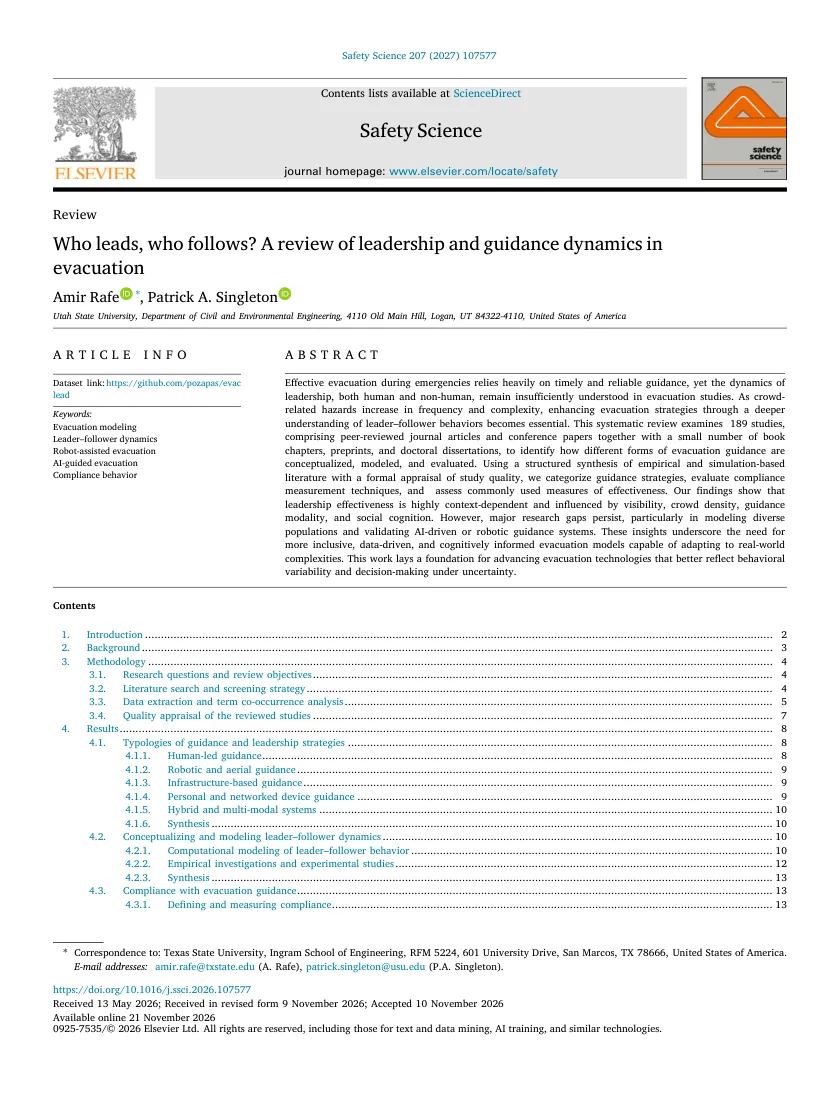 Safety Science 207 (2027) 107577
Contents lists available at ScienceDirect
Safety Science
journal homepage: www.elsevier.com/locate/safety
ELSEVIER
safety
science
Review
Who leads, who follows? A review of leadership and guidance dynamics in
evacuation
Amir Rafe *, Patrick A. Singleton
Utah State University, Department of Civil and Environmental Engineering, 4110 Old Main Hill, Logan, UT 84322-4110, United States of America
ARTICLE INFO
Dataset link: https://github.com/pozapas/evac
lead
Keywords:
Evacuation modeling
Leader–follower dynamics
Robot-assisted evacuation
AI-guided evacuation
Compliance behavior
ABSTRACT
Effective evacuation during emergencies relies heavily on timely and reliable guidance, yet the dynamics of
leadership, both human and non-human, remain insufficiently understood in evacuation studies. As crowd-
related hazards increase in frequency and complexity, enhancing evacuation strategies through a deeper
understanding of leader–follower behaviors becomes essential. This systematic review examines 189 studies,
comprising peer-reviewed journal articles and conference papers together with a small number of book
chapters, preprints, and doctoral dissertations, to identify how different forms of evacuation guidance are
conceptualized, modeled, and evaluated. Using a structured synthesis of empirical and simulation-based
literature with a formal appraisal of study quality, we categorize guidance strategies, evaluate compliance
measurement techniques, and assess commonly used measures of effectiveness. Our findings show that
leadership effectiveness is highly context-dependent and influenced by visibility, crowd density, guidance
modality, and social cognition. However, major research gaps persist, particularly in modeling diverse
populations and validating AI-driven or robotic guidance systems. These insights underscore the need for
more inclusive, data-driven, and cognitively informed evacuation models capable of adapting to real-world
complexities. This work lays a foundation for advancing evacuation technologies that better reflect behavioral
variability and decision-making under uncertainty.
Contents
1. Introduction ........ 2
2. Background ........ 3
3. Methodology ........ 4
3.1. Research questions and review objectives ........ 4
3.2. Literature search and screening strategy ........ 4
3.3. Data extraction and term co-occurrence analysis ........ 5
3.4. Quality appraisal of the reviewed studies ........ 7
4. Results ........ 8
4.1. Typologies of guidance and leadership strategies ........ 8
4.1.1. Human-led guidance ........ 8
4.1.2. Robotic and aerial guidance ........ 9
4.1.3. Infrastructure-based guidance ........ 9
4.1.4. Personal and networked device guidance ........ 9
4.1.5. Hybrid and multi-modal systems ........ 10
4.1.6. Synthesis ........ 10
4.2. Conceptualizing and modeling leader–follower dynamics ........ 10
4.2.1. Computational modeling of leader–follower behavior ........ 10
4.2.2. Empirical investigations and experimental studies ........ 12
4.2.3. Synthesis ........ 13
4.3. Compliance with evacuation guidance ........ 13
4.3.1. Defining and measuring compliance ........ 13
* Correspondence to: Texas State University, Ingram School of Engineering, RFM 5224, 601 University Drive, San Marcos, TX 78666, United States of America.
E-mail addresses: amir.rafe@txstate.edu (A. Rafe), patrick.singleton@usu.edu (P.A. Singleton).
https://doi.org/10.1016/j.ssci.2026.107577
Received 13 May 2026; Received in revised form 9 November 2026; Accepted 10 November 2026
Available online 21 November 2026
0925-7535/© 2026 Elsevier Ltd. All rights are reserved, including those for text and data mining, AI training, and similar technologies.